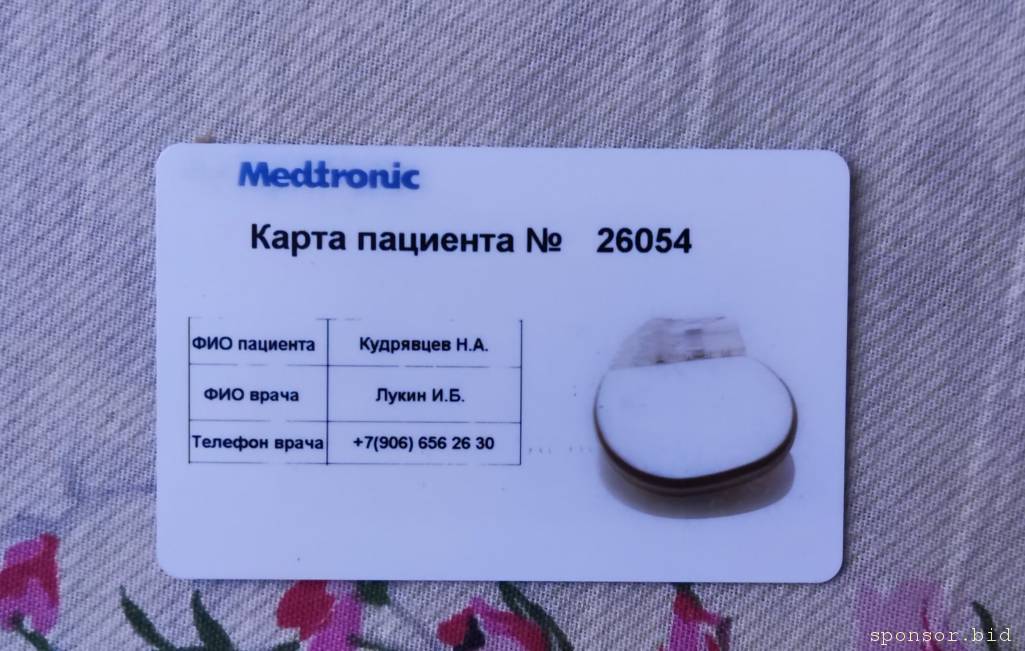 Medtronic
Карта пациента № 26054
ФИО пациента Кудрявцев Н.А.
ФИО врача Лукин И.Б.
Телефон врача +7(906) 656 26 30
sponsor.bid